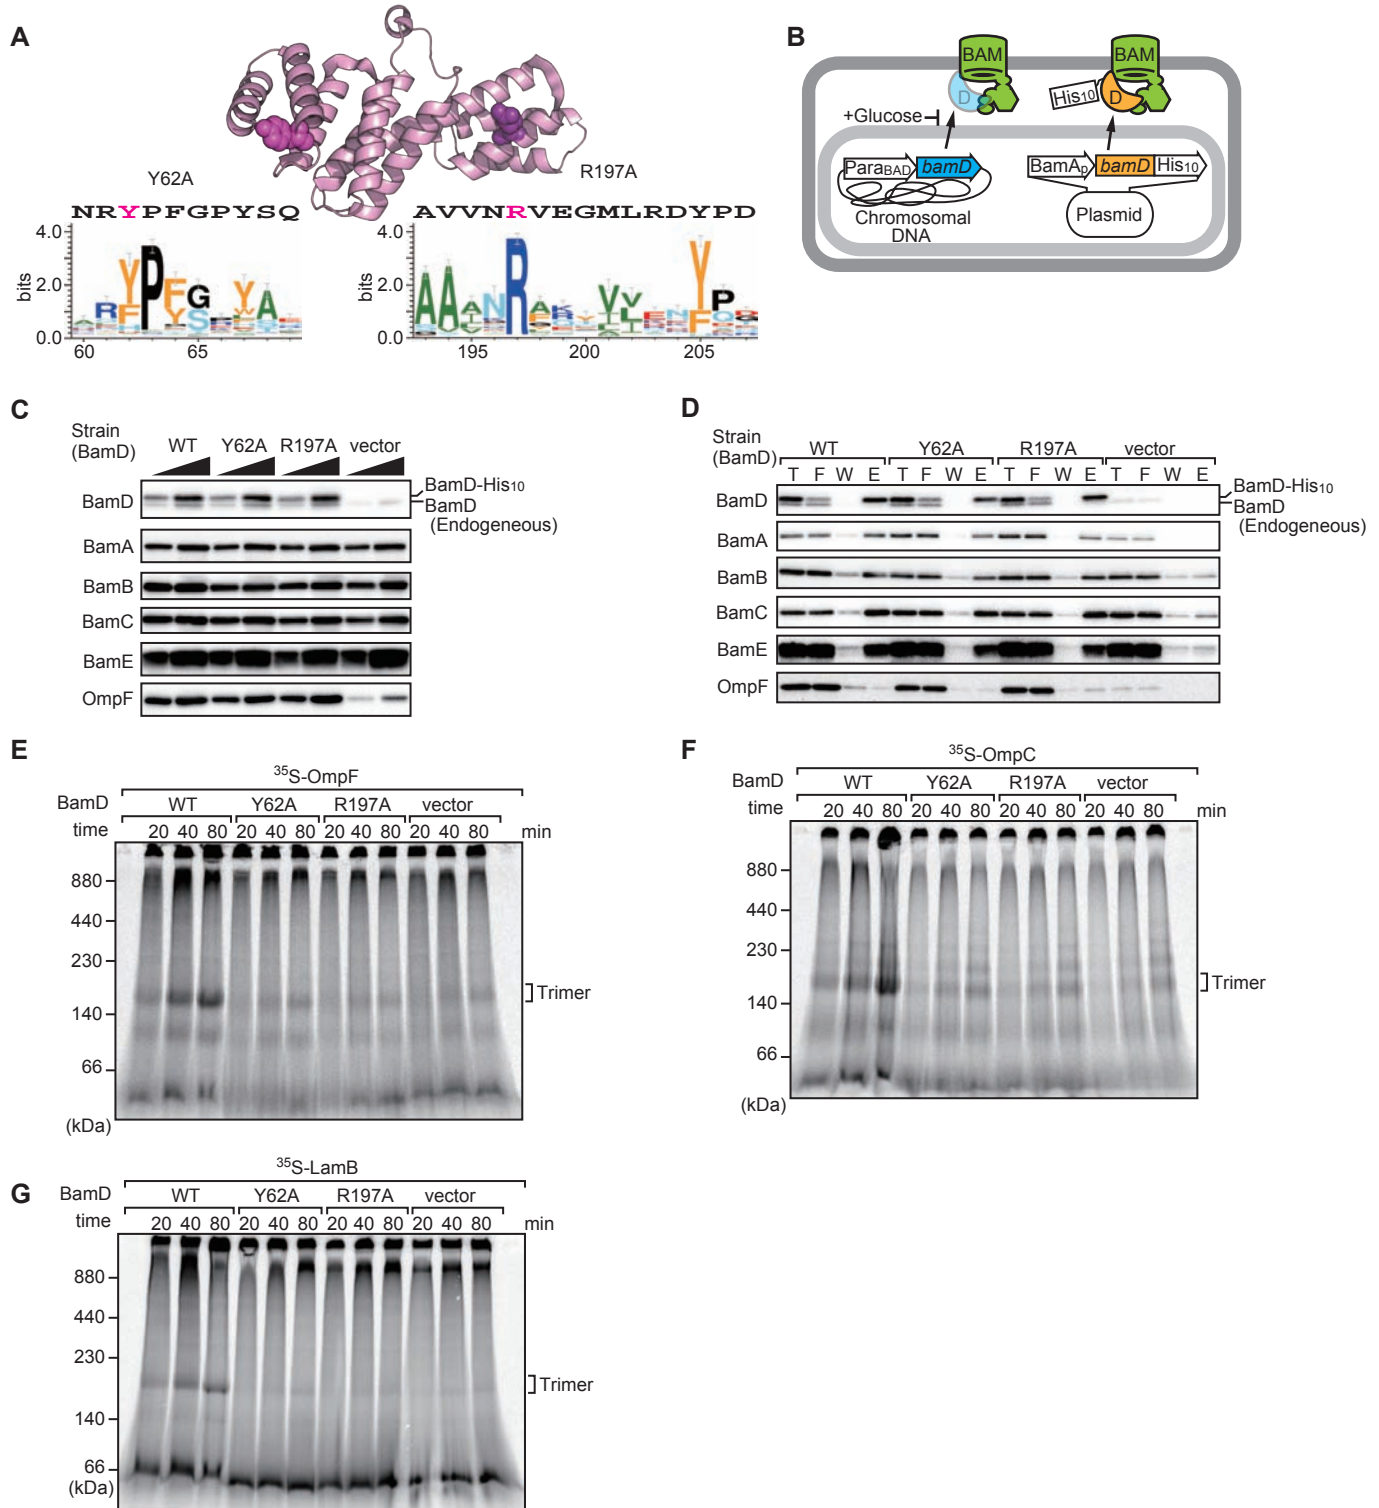 A
Y62A
R197A
NRYPFGPYSQ
AVVNRVEGMLRDYPD
4.0
2.0
0.0
bits
60
65
4.0
2.0
0.0
bits
195
200
205
B
BAM
BAM
D
His10
D
+Glucose
ParaBAD
bamD
BamAp
bamD
His10
Chromosomal
DNA
Plasmid
C
Strain
(BamD)
WT
Y62A
R197A
vector
BamD
BamD-His10
BamD
(Endogeneous)
BamA
BamB
BamC
BamE
OmpF
D
Strain
(BamD)
WT
Y62A
R197A
vector
T F W E T F W E T F W E T F W E
BamD
BamD-His10
BamD
(Endogeneous)
BamA
BamB
BamC
BamE
OmpF
E
35S-OmpF
BamD
WT
Y62A
R197A
vector
time
20 40 80 20 40 80 20 40 80 20 40 80
min
880
440
230
140
66
(kDa)
Trimer
F
35S-OmpC
BamD
WT
Y62A
R197A
vector
time
20 40 80 20 40 80 20 40 80 20 40 80
min
880
440
230
140
66
(kDa)
Trimer
G
35S-LamB
BamD
WT
Y62A
R197A
vector
time
20 40 80 20 40 80 20 40 80 20 40 80
min
880
440
230
140
66
(kDa)
Trimer